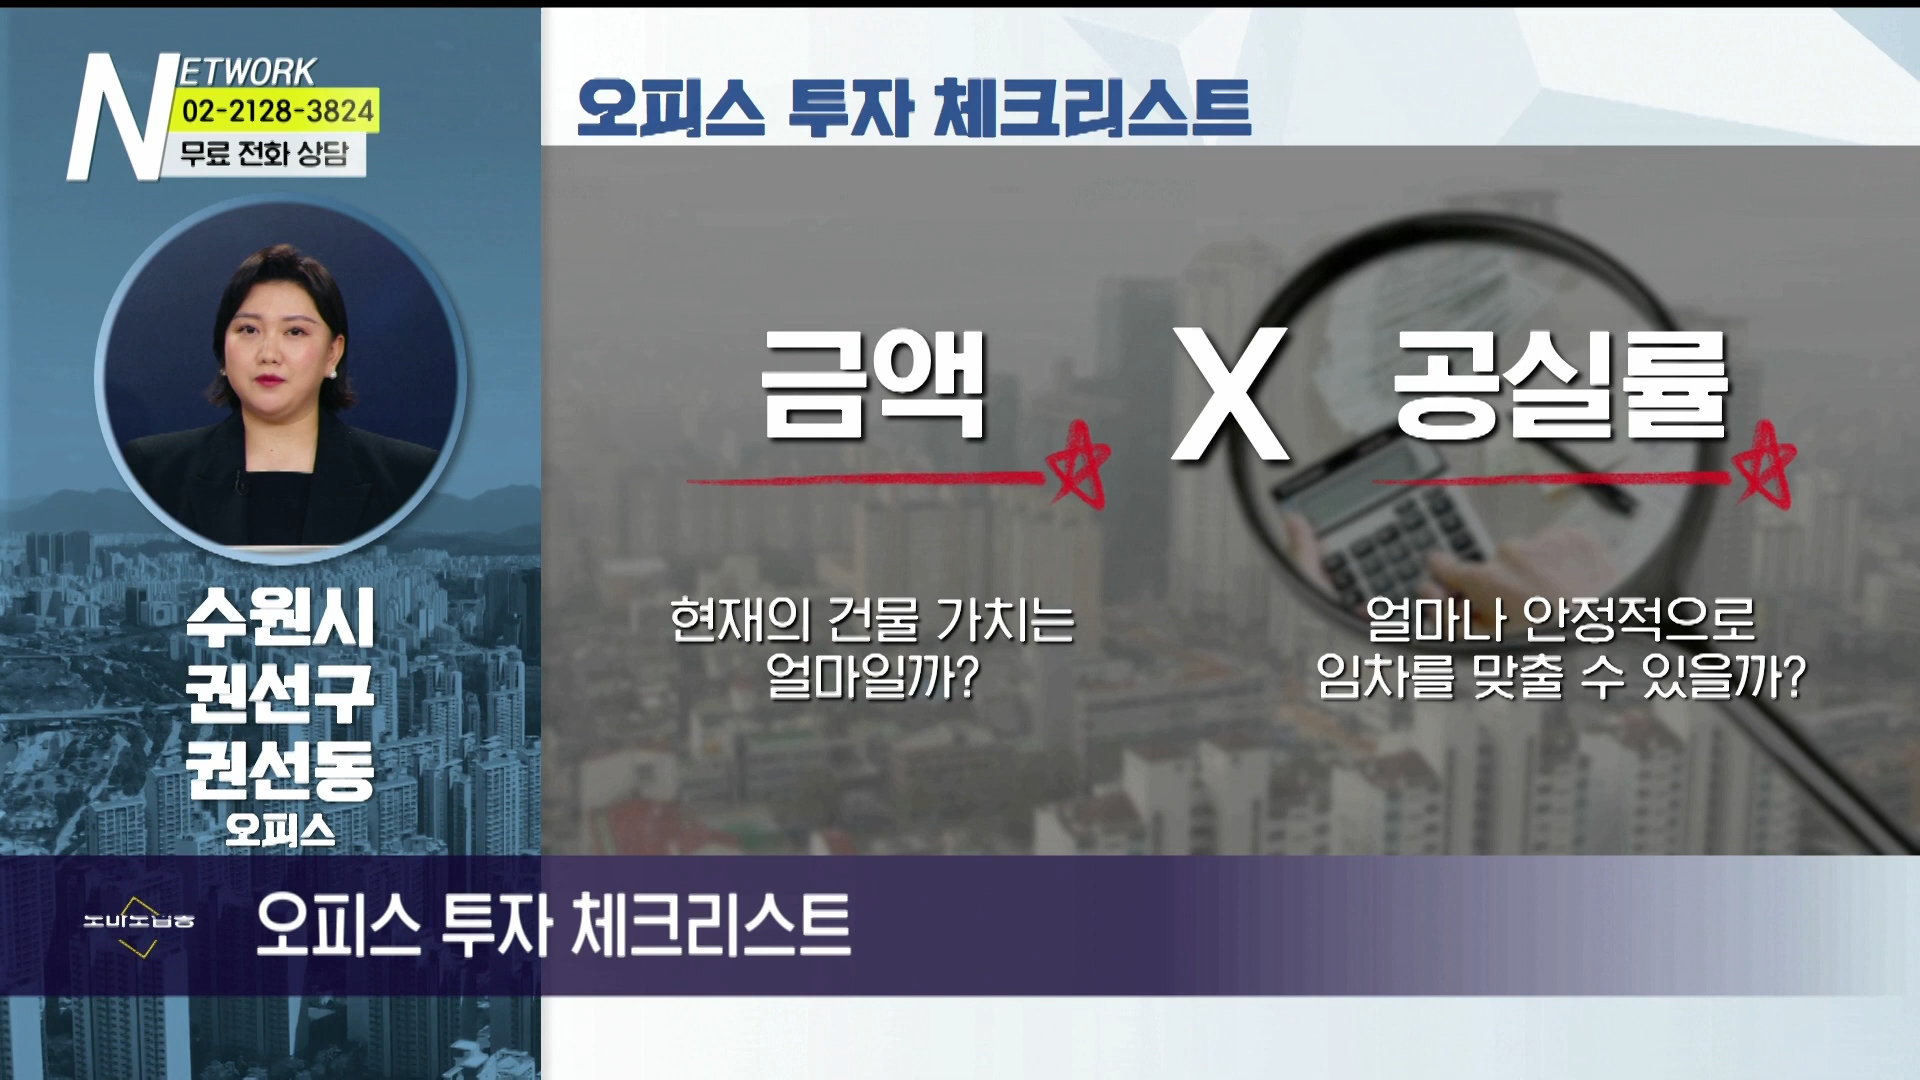 NETWORK
02-2128-3824
무료 전화 상담
수원시
권선구
권선동
오피스
오피스 투자 체크리스트
금액 X 공실률
현재의 건물 가치는
얼마일까?
얼마나 안정적으로
임차를 맞출 수 있을까?
오피스 투자 체크리스트